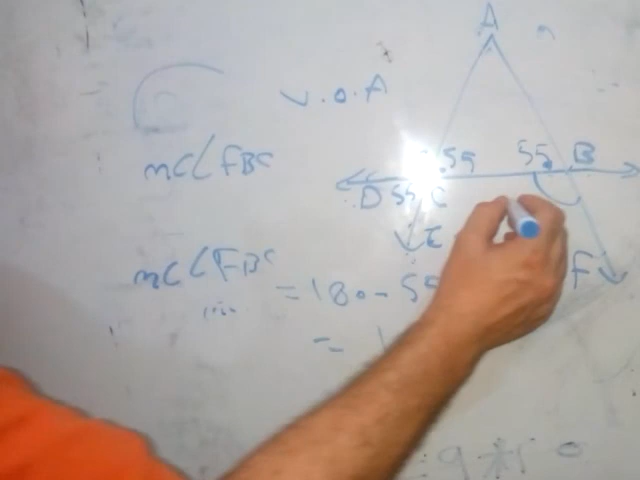 A
V.O.A
55 55 B
m(∠FBC
D 55 C
E
m(∠FBC
= 180 - 55
F
=